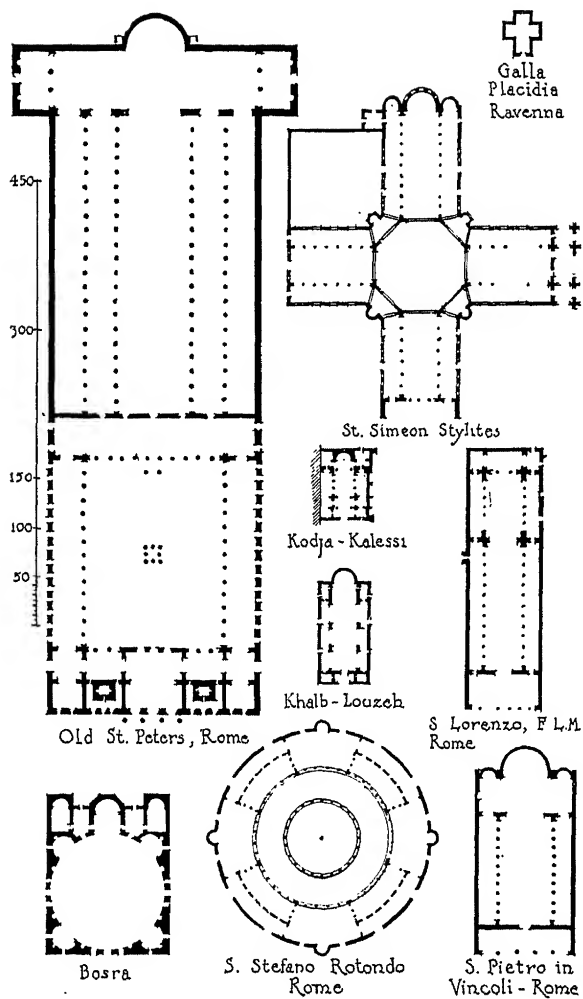 Galla
Placidia
Ravenna
450
300
150
100
50
St. Simeon Stylites
Kodja-Kalessi
Khalb-Louzeh
S Lorenzo, F L.M.
Rome
Old St. Peters, Rome
Bosra
S. Stefano Rotondo
Rome
S. Pietro in
Vincoli-Rome